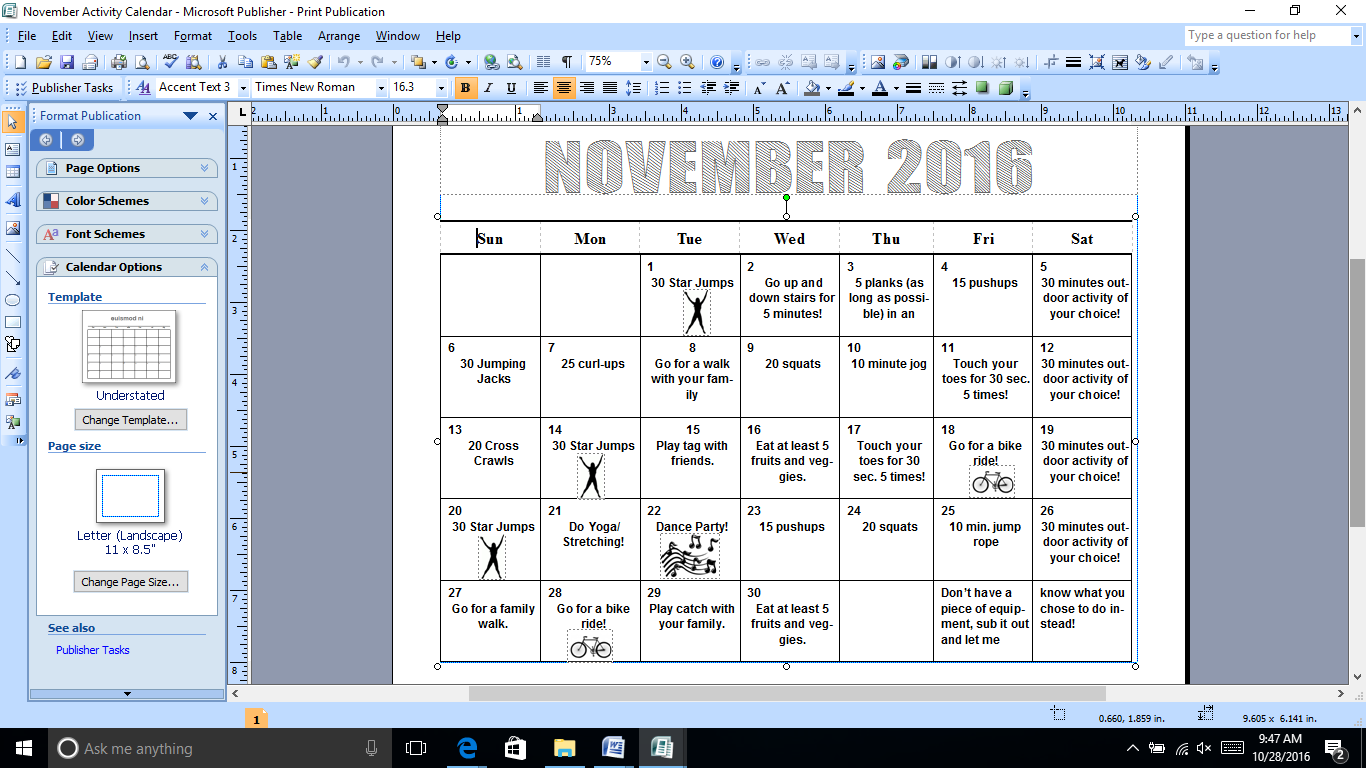 November Activity Calendar - Microsoft Publisher - Print Publication
File Edit View Insert Format Tools Table Arrange Window Help
Type a question for help
75%
Publisher Tasks
Accent Text 3
Times New Roman
16.3
B I U
Format Publication
Page Options
Color Schemes
Font Schemes
Calendar Options
Template
euismod ni
Understated
Change Template...
Page size
Letter (Landscape)
11 x 8.5"
Change Page Size...
See also
Publisher Tasks
NOVEMBER 2016
Sun Mon Tue Wed Thu Fri Sat
1
30 Star Jumps
2
Go up and
down stairs for
5 minutes!
3
5 planks (as
long as possi-
ble) in an
4
15 pushups
5
30 minutes out-
door activity of
your choice!
6
30 Jumping
Jacks
7
25 curl-ups
8
Go for a walk
with your fam-
ily
9
20 squats
10
10 minute jog
11
Touch your
toes for 30 sec.
5 times!
12
30 minutes out-
door activity of
your choice!
13
20 Cross
Crawls
14
30 Star Jumps
15
Play tag with
friends.
16
Eat at least 5
fruits and veg-
gies.
17
Touch your
toes for 30
sec. 5 times!
18
Go for a bike
ride!
19
30 minutes out-
door activity of
your choice!
20
30 Star Jumps
21
Do Yoga/
Stretching!
22
Dance Party!
23
15 pushups
24
20 squats
25
10 min. jump
rope
26
30 minutes out-
door activity of
your choice!
27
Go for a family
walk.
28
Go for a bike
ride!
29
Play catch with
your family.
30
Eat at least 5
fruits and veg-
gies.
Don't have a
piece of equip-
ment, sub it out
and let me
know what you
chose to do in-
stead!
1
0.660, 1.859 in.
9.605 x 6.141 in.
Ask me anything
9:47 AM
10/28/2016
2